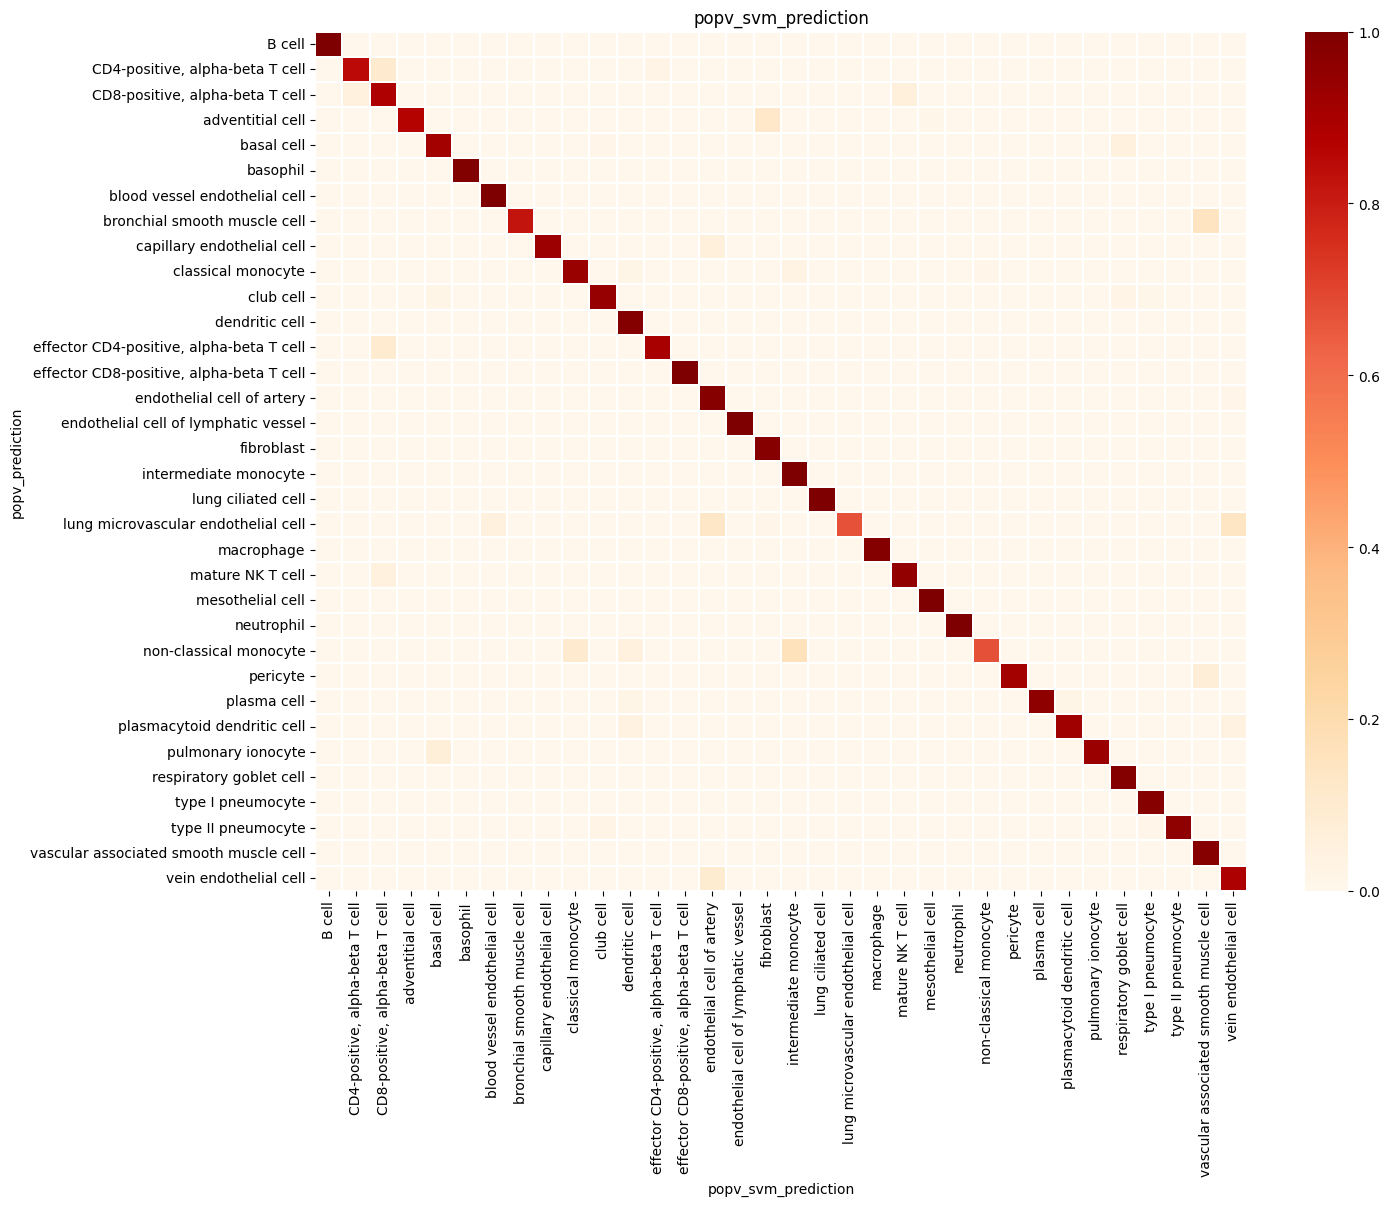 popv_svm_prediction
B cell
CD4-positive, alpha-beta T cell
CD8-positive, alpha-beta T cell
adventitial cell
basal cell
basophil
blood vessel endothelial cell
bronchial smooth muscle cell
capillary endothelial cell
classical monocyte
club cell
dendritic cell
effector CD4-positive, alpha-beta T cell
effector CD8-positive, alpha-beta T cell
endothelial cell of artery
endothelial cell of lymphatic vessel
fibroblast
intermediate monocyte
lung ciliated cell
lung microvascular endothelial cell
macrophage
mature NK T cell
mesothelial cell
neutrophil
non-classical monocyte
pericyte
plasma cell
plasmacytoid dendritic cell
pulmonary ionocyte
respiratory goblet cell
type I pneumocyte
type II pneumocyte
vascular associated smooth muscle cell
vein endothelial cell
popv_prediction
B cell
CD4-positive, alpha-beta T cell
CD8-positive, alpha-beta T cell
adventitial cell
basal cell
basophil
blood vessel endothelial cell
bronchial smooth muscle cell
capillary endothelial cell
classical monocyte
club cell
dendritic cell
effector CD4-positive, alpha-beta T cell
effector CD8-positive, alpha-beta T cell
endothelial cell of artery
endothelial cell of lymphatic vessel
fibroblast
intermediate monocyte
lung ciliated cell
lung microvascular endothelial cell
macrophage
mature NK T cell
mesothelial cell
neutrophil
non-classical monocyte
pericyte
plasma cell
plasmacytoid dendritic cell
pulmonary ionocyte
respiratory goblet cell
type I pneumocyte
type II pneumocyte
vascular associated smooth muscle cell
vein endothelial cell
popv_svm_prediction
1.0
0.8
0.6
0.4
0.2
0.0